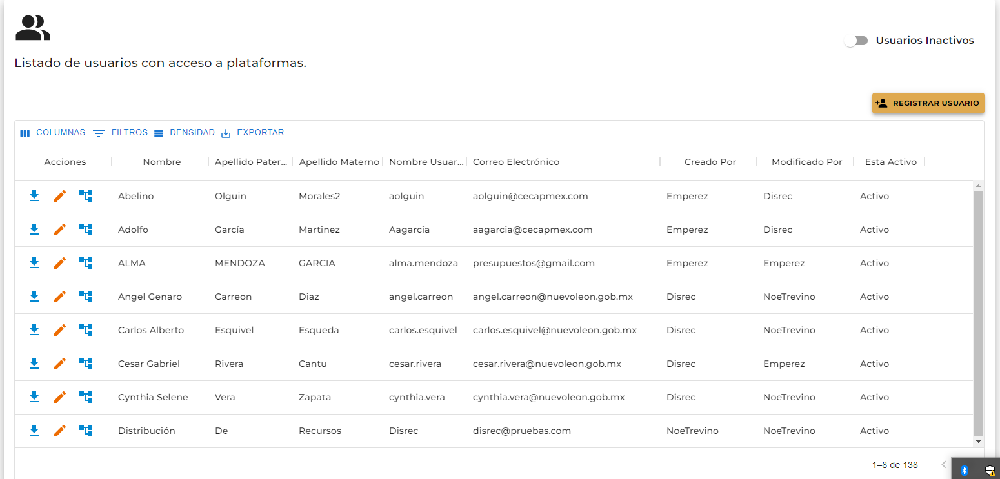 Usuarios Inactivos
Listado de usuarios con acceso a plataformas.
REGISTRAR USUARIO
COLUMNAS FILTROS DENSIDAD EXPORTAR
Acciones Nombre Apellido Pater... Apellido Materno Nombre Usuar... Correo Electrónico Creado Por Modificado Por Esta Activo
Abelino Olguin Morales2 aolguin aolguin@cecapmex.com Emperez Disrec Activo
Adolfo García Martinez Aagarcia aagarcia@cecapmex.com Emperez Disrec Activo
ALMA MENDOZA GARCIA alma.mendoza presupuestos@gmail.com Emperez Emperez Activo
Angel Genaro Carreon Diaz angel.carreon angel.carreon@nuevoleon.gob.mx Disrec NoeTrevino Activo
Carlos Alberto Esquivel Esqueda carlos.esquivel carlos.esquivel@nuevoleon.gob.mx Disrec NoeTrevino Activo
Cesar Gabriel Rivera Cantu cesar.rivera cesar.rivera@nuevoleon.gob.mx Disrec Emperez Activo
Cynthia Selene Vera Zapata cynthia.vera cynthia.vera@nuevoleon.gob.mx Disrec NoeTrevino Activo
Distribución De Recursos Disrec disrec@pruebas.com NoeTrevino NoeTrevino Activo
1–8 de 138